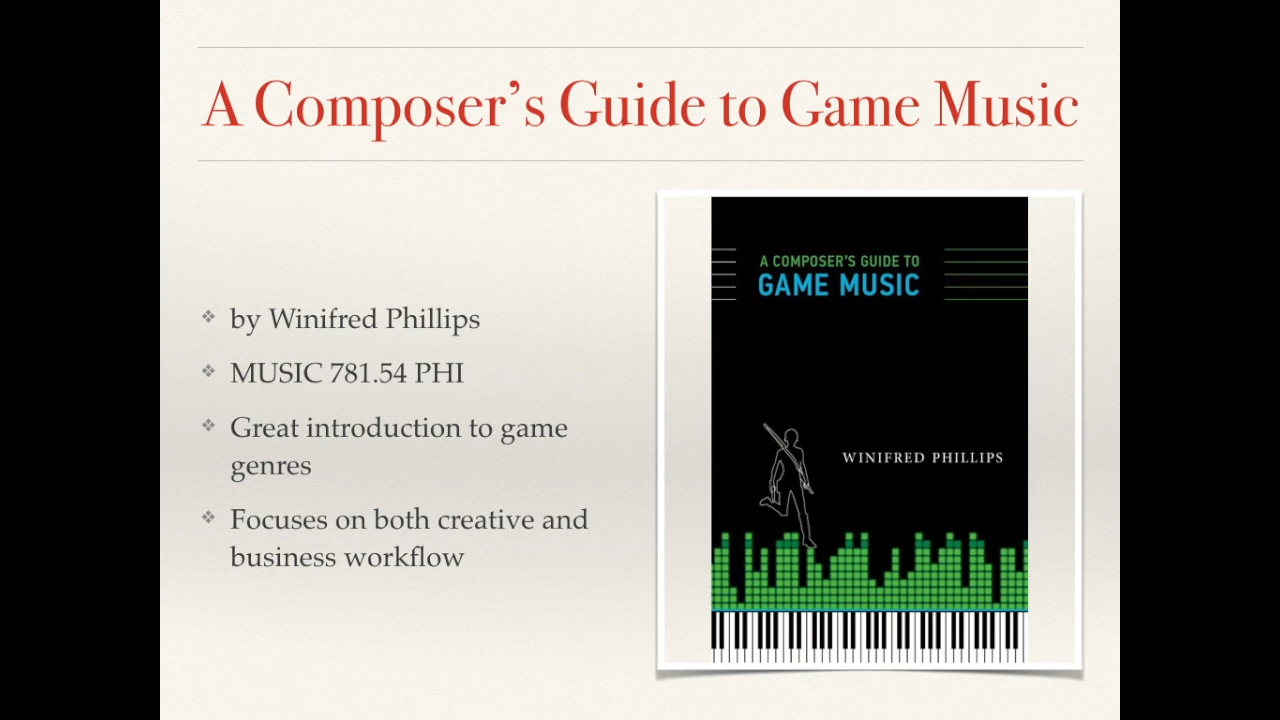 A Composer’s Guide to Game Music
❖ by Winifred Phillips
❖ MUSIC 781.54 PHI
❖ Great introduction to game
genres
❖ Focuses on both creative and
business workflow
A COMPOSER'S GUIDE TO
GAME MUSIC
WINIFRED PHILLIPS